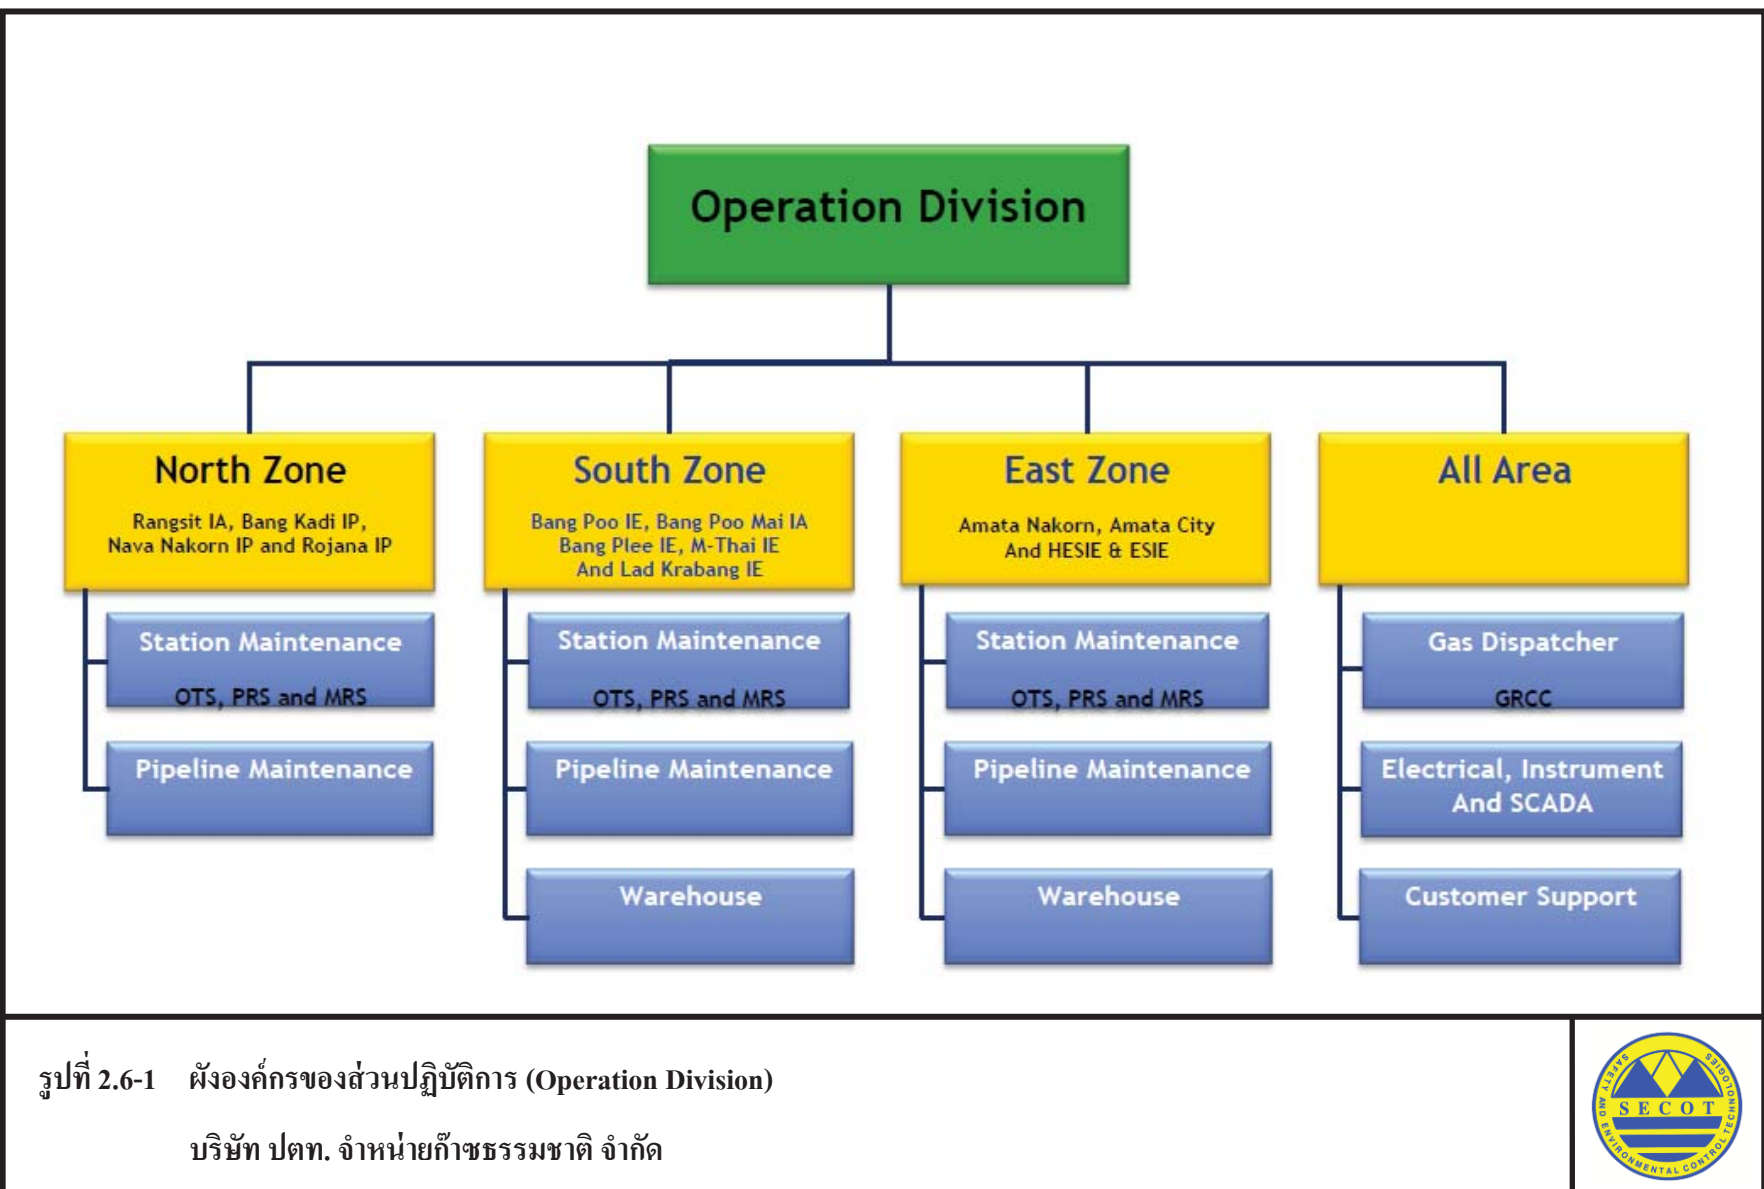 Operation Division
North Zone
Rangsit IA, Bang Kadi IP,
Nava Nakorn IP and Rojana IP
Station Maintenance
OTS, PRS and MRS
Pipeline Maintenance
South Zone
Bang Poo IE, Bang Poo Mai IA
Bang Plee IE, M-Thai IE
And Lad Krabang IE
Station Maintenance
OTS, PRS and MRS
Pipeline Maintenance
Warehouse
East Zone
Amata Nakorn, Amata City
And HESIE & ESIE
Station Maintenance
OTS, PRS and MRS
Pipeline Maintenance
Warehouse
All Area
Gas Dispatcher
GRCC
Electrical, Instrument
And SCADA
Customer Support
รูปที่ 2.6-1 ผังองค์กรของส่วนปฏิบัติการ (Operation Division)
บริษัท ปตท. จำหน่ายก๊าซธรรมชาติ จำกัด
SECOT
SAFETY AND ENVIRONMENTAL CONTROL TECHNOLOGIES